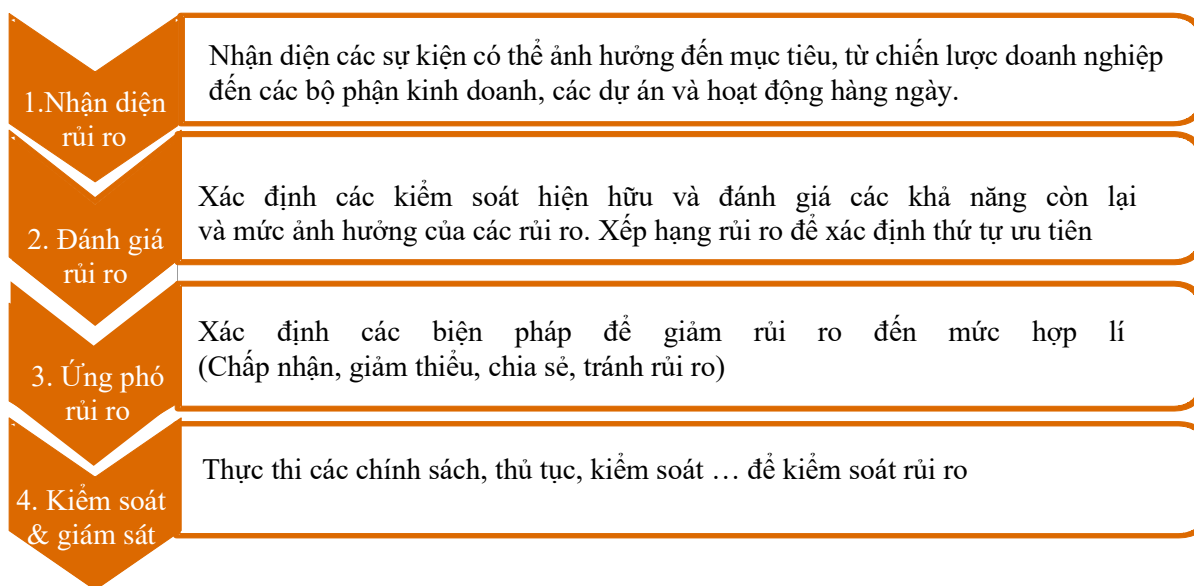 1.Nhận diện
rủi ro
Nhận diện các sự kiện có thể ảnh hưởng đến mục tiêu, từ chiến lược doanh nghiệp
đến các bộ phận kinh doanh, các dự án và hoạt động hàng ngày.
2. Đánh giá
rủi ro
Xác định các kiểm soát hiện hữu và đánh giá các khả năng còn lại
và mức ảnh hưởng của các rủi ro. Xếp hạng rủi ro để xác định thứ tự ưu tiên
3. Ứng phó
rủi ro
Xác định các biện pháp để giảm rủi ro đến mức hợp lí
(Chấp nhận, giảm thiểu, chia sẻ, tránh rủi ro)
4. Kiểm soát
& giám sát
Thực thi các chính sách, thủ tục, kiểm soát … để kiểm soát rủi ro